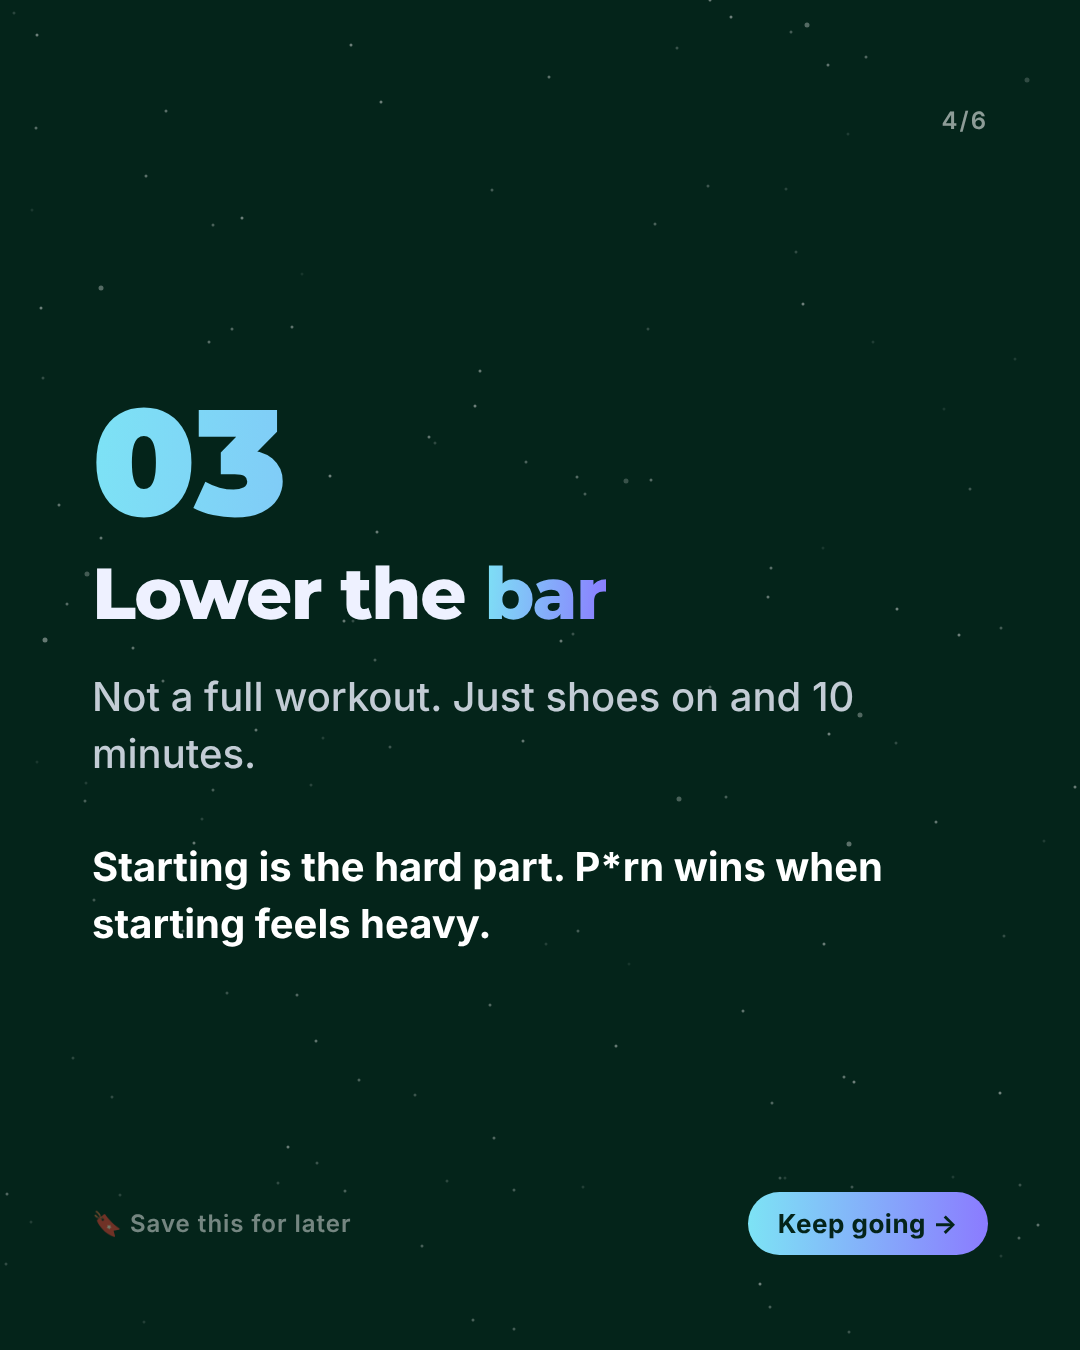 4/6
03
Lower the bar
Not a full workout. Just shoes on and 10
minutes.
Starting is the hard part. P*rn wins when
starting feels heavy.
🔖 Save this for later
Keep going →